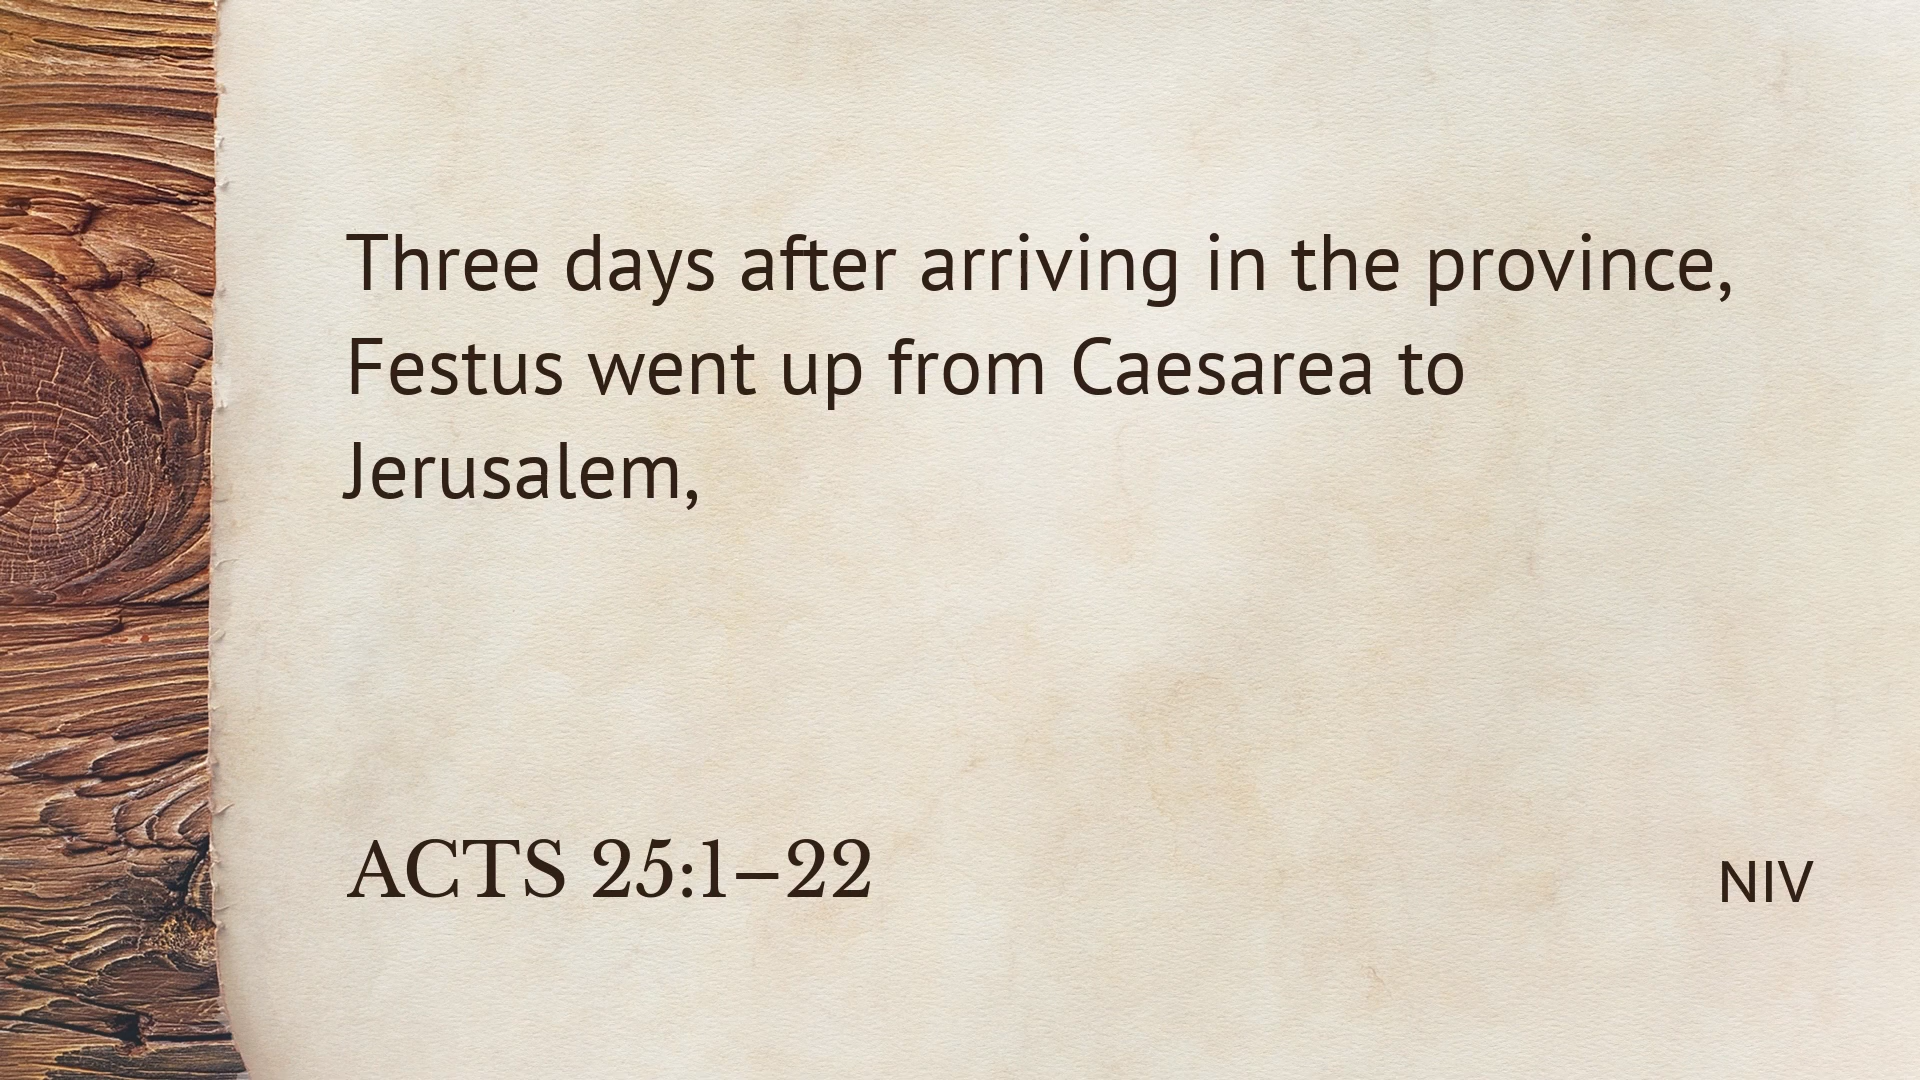 Three days after arriving in the province,
Festus went up from Caesarea to
Jerusalem,
ACTS 25:1–22
NIV